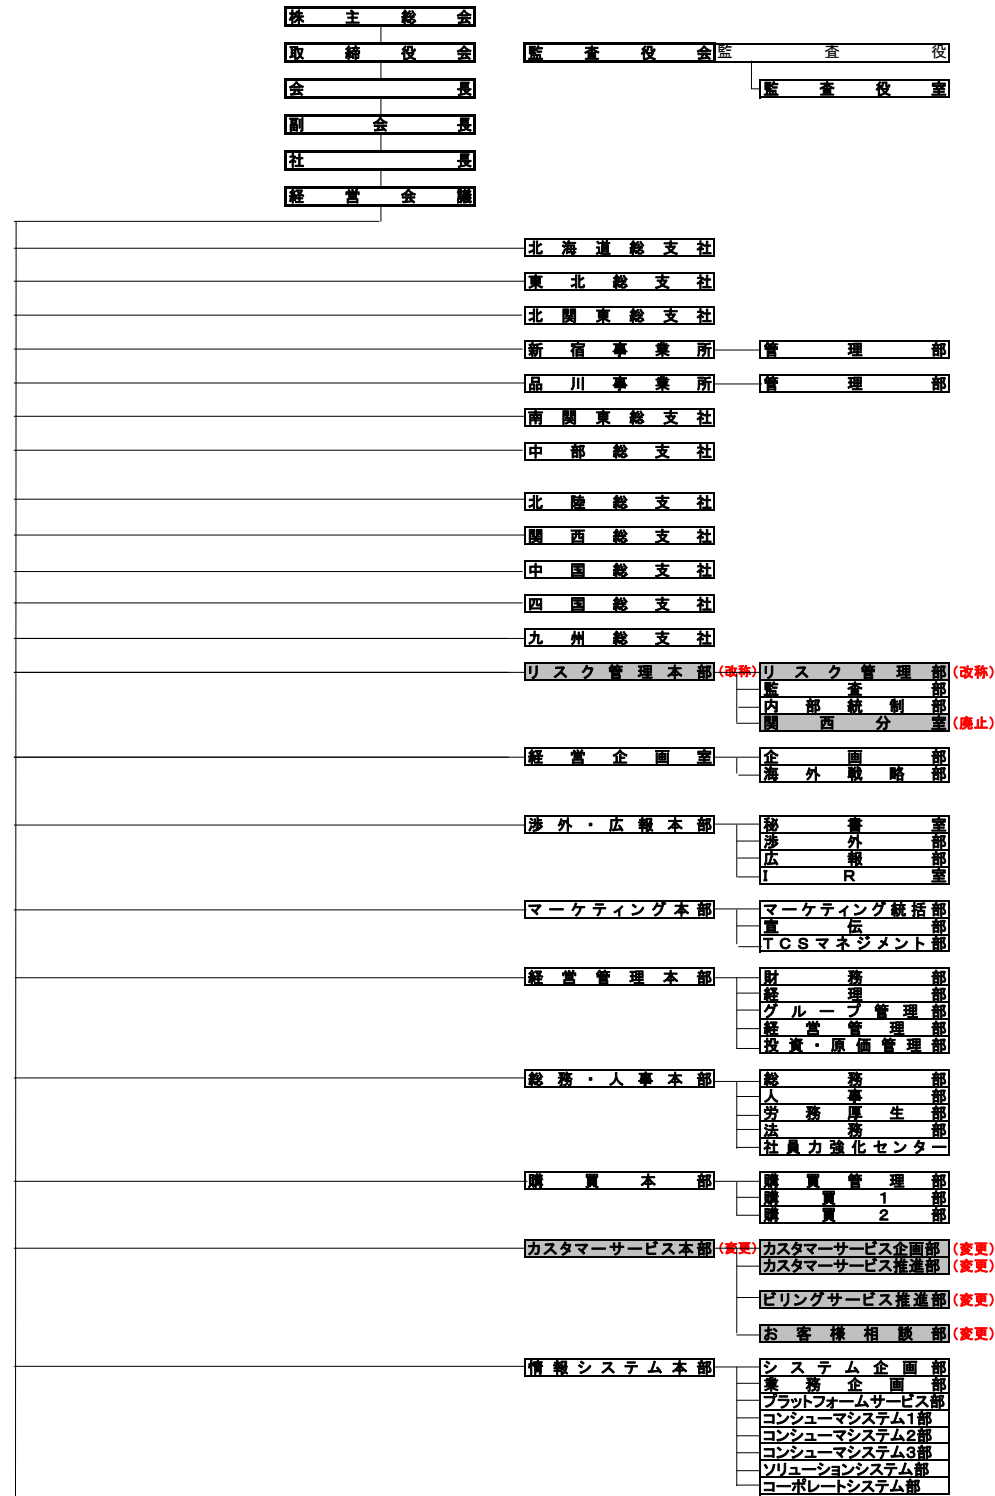 株主総会
取締役会
監査役会 監査役
会長
監査役室
副会長
社長
経営会議
北海道総支社
東北総支社
北関東総支社
新宿事業所 管理部
品川事業所 管理部
南関東総支社
中部総支社
北陸総支社
関西総支社
中国総支社
四国総支社
九州総支社
リスク管理本部 (改称) リスク管理部 (改称)
監査部
内部統制部
関西分室 (廃止)
経営企画室 企画部
海外戦略部
渉外・広報本部 秘書室
渉外部
広報部
IR室
マーケティング本部 マーケティング統括部
宣伝部
TCSマネジメント部
経営管理本部 財務部
経理部
グループ管理部
経営管理部
投資・原価管理部
総務・人事本部 総務部
人事部
労務厚生部
法務部
社員力強化センター
購買本部 購買管理部
購買1部
購買2部
カスタマーサービス本部 (変更) カスタマーサービス企画部 (変更)
カスタマーサービス推進部 (変更)
ビリングサービス推進部 (変更)
お客様相談部 (変更)
情報システム本部 システム企画部
業務企画部
プラットフォームサービス部
コンシューマシステム1部
コンシューマシステム2部
コンシューマシステム3部
ソリューションシステム部
コーポレートシステム部